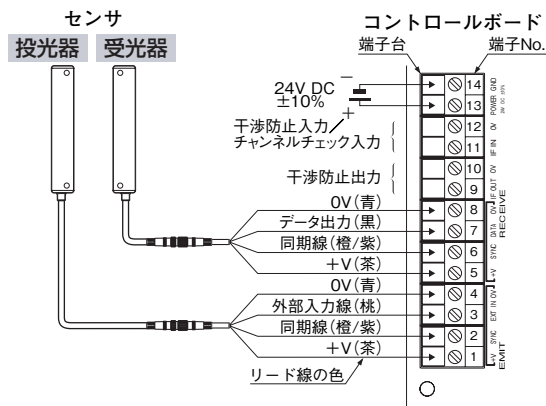 センサ
投光器
受光器
コントロールボード
端子台
端子No.
24V DC
±10%
−
+
干渉防止入力／
チャンネルチェック入力
干渉防止出力
0V(青)
データ出力(黒)
同期線(橙/紫)
+V(茶)
0V(青)
外部入力線(桃)
同期線(橙/紫)
+V(茶)
リード線の色
14
13
12
11
10
9
8
7
6
5
4
3
2
1
POWER GND
24V DC ±10%
IF IN 0V
IF OUT 0V
DATA 0V
+V SYNC
RECEIVE
EXT IN 0V
+V SYNC
EMIT